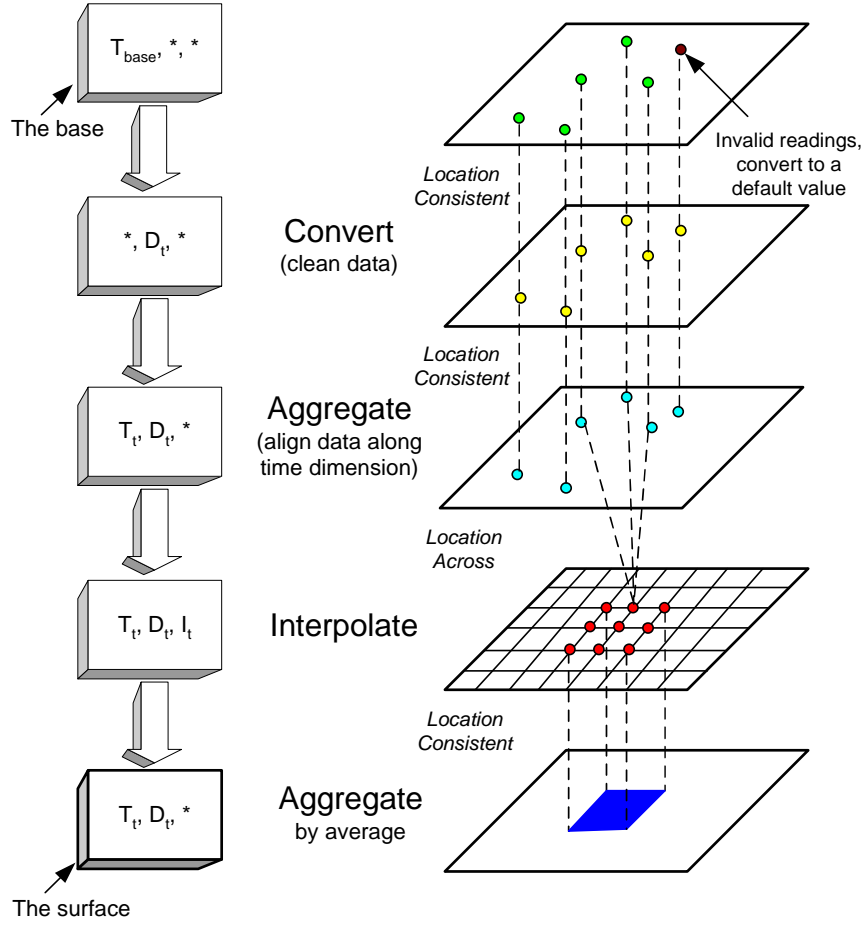 T_base, *, *
The base
Invalid readings,
convert to a
default value
Location
Consistent
*, D_t, *
Convert
(clean data)
Location
Consistent
T_t, D_t, *
Aggregate
(align data along
time dimension)
Location
Across
T_t, D_t, I_t
Interpolate
Location
Consistent
T_t, D_t, *
Aggregate
by average
The surface